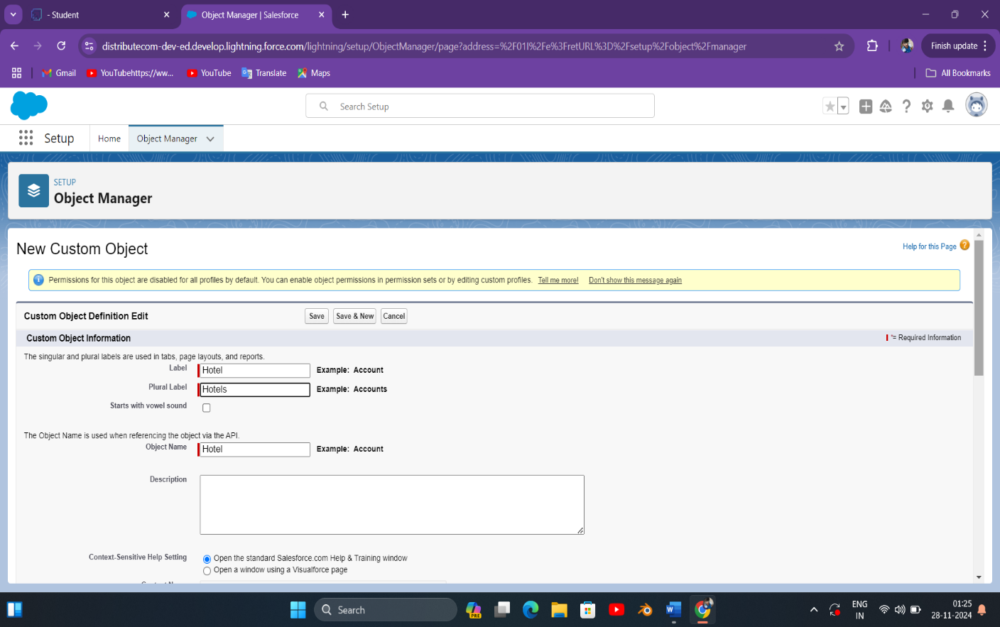 - Student
Object Manager | Salesforce
distributecom-dev-ed.develop.lightning.force.com/lightning/setup/ObjectManager/page?address=%2F01I%2Fe%3FretURL%3D%2Fsetup%2Fobject%2Fmanager
Finish update
Gmail
YouTubehttps://ww...
YouTube
Translate
Maps
All Bookmarks
Search Setup
Setup
Home
Object Manager
SETUP
Object Manager
New Custom Object
Help for this Page
Permissions for this object are disabled for all profiles by default. You can enable object permissions in permission sets or by editing custom profiles. Tell me more! Don't show this message again
Custom Object Definition Edit
Save
Save & New
Cancel
Custom Object Information
= Required Information
The singular and plural labels are used in tabs, page layouts, and reports.
Label
Hotel
Example: Account
Plural Label
Hotels
Example: Accounts
Starts with vowel sound
The Object Name is used when referencing the object via the API.
Object Name
Hotel
Example: Account
Description
Context-Sensitive Help Setting
Open the standard Salesforce.com Help & Training window
Open a window using a Visualforce page
Search
PRE
ENG
IN
01:25
28-11-2024